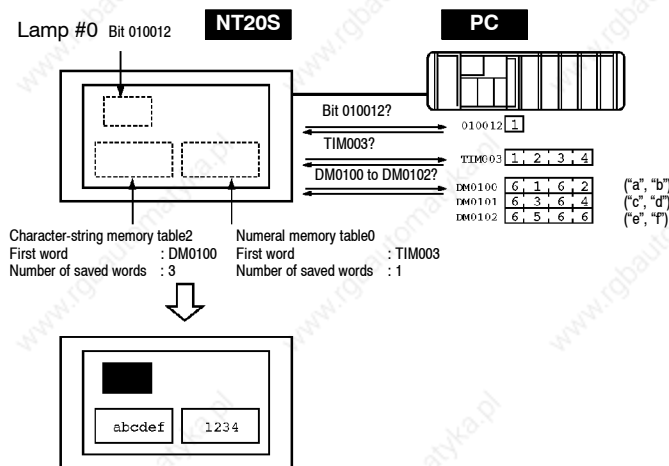 Lamp #0 Bit 010012
NT20S
PC
Bit 010012?
010012 1
TIM003?
TIM003 1 2 3 4
DM0100 to DM0102?
DM0100 6 1 6 2 ("a", "b")
DM0101 6 3 6 4 ("c", "d")
DM0102 6 5 6 6 ("e", "f")
Character-string memory table2
First word : DM0100
Number of saved words : 3
Numeral memory table0
First word : TIM003
Number of saved words : 1
abcdef
1234
www.rgbautomatyka.pl